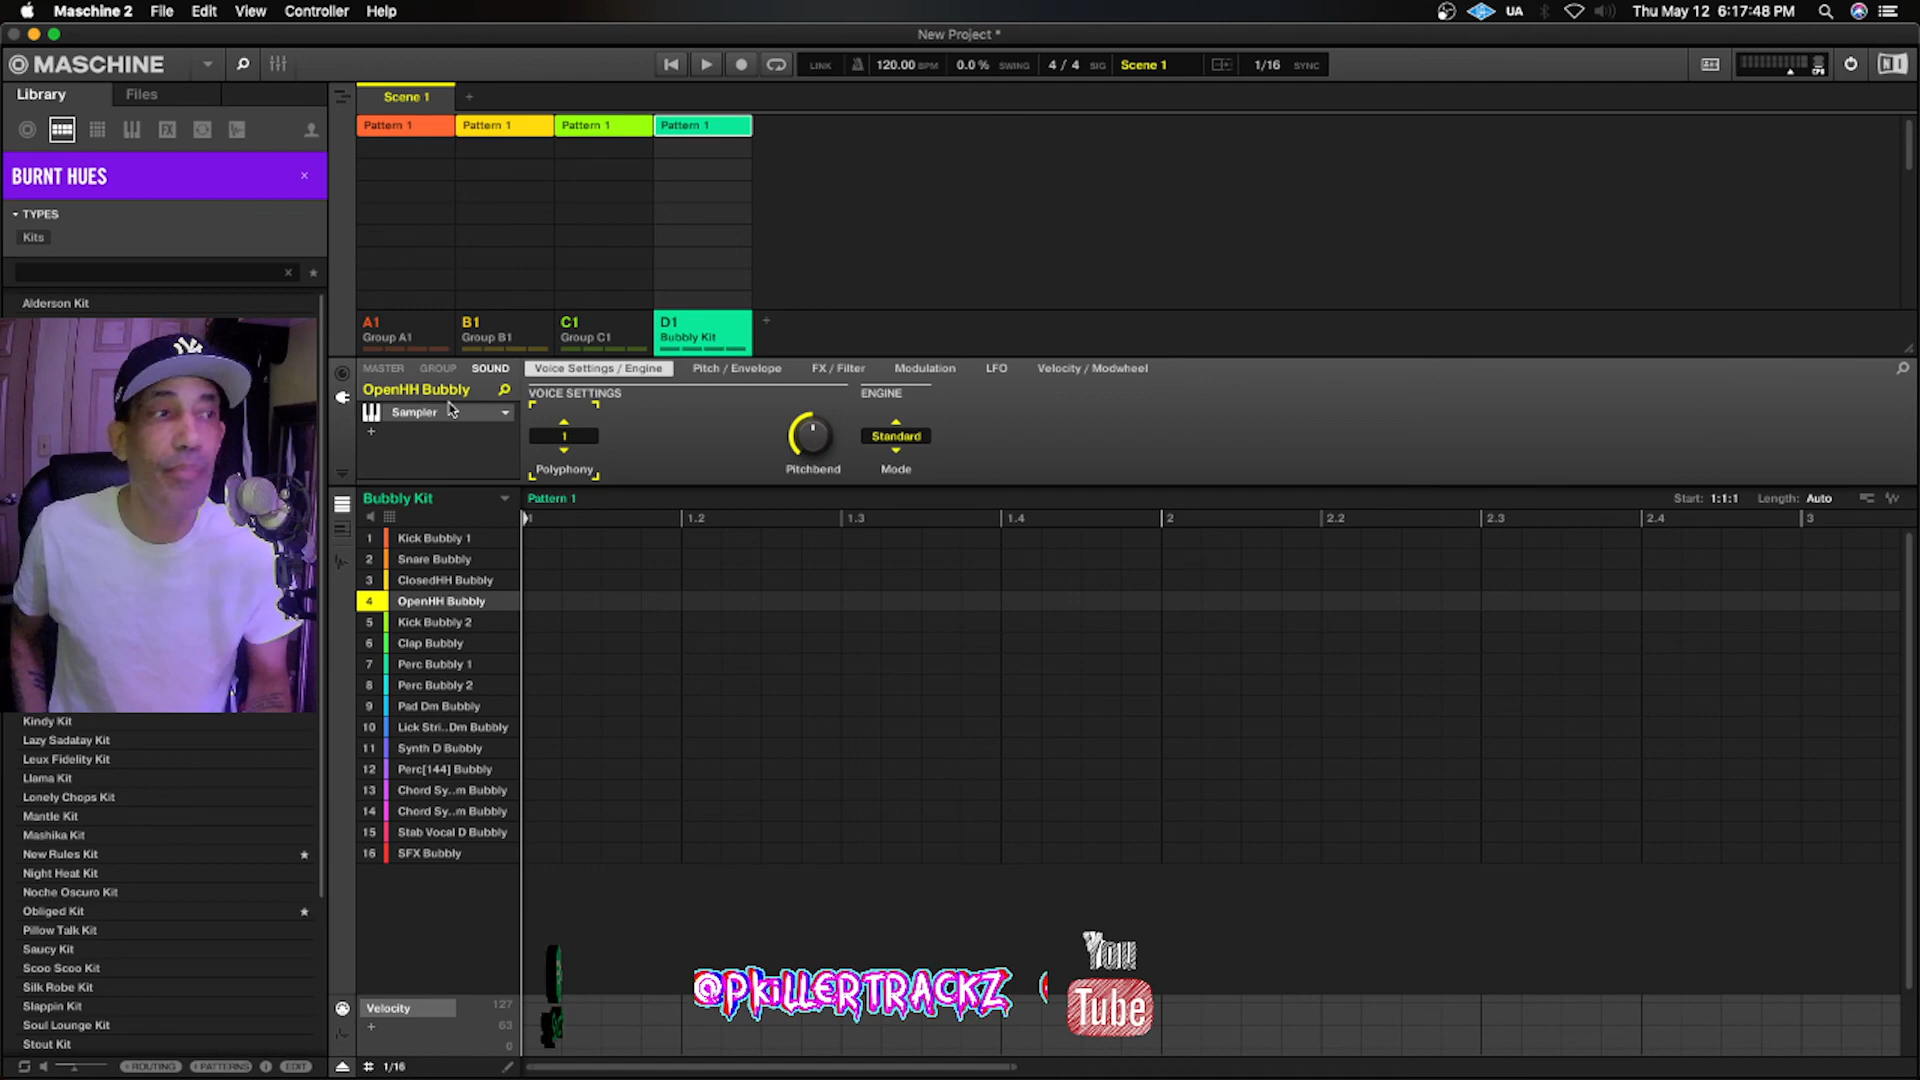 Maschine 2 File Edit View Controller Help
UA Thu May 12 6:17:48 PM
New Project *
MASCHINE
LINK 120.00 BPM 0.0 % SWING 4 / 4 SIG Scene 1 1/16 SYNC
CPU
Library Files
Scene 1 +
Pattern 1 Pattern 1 Pattern 1 Pattern 1
FX
BURNT HUES ×
TYPES
Kits
Alderson Kit
A1 B1 C1 D1
Group A1 Group B1 Group C1 Bubbly Kit
MASTER GROUP SOUND Voice Settings / Engine Pitch / Envelope FX / Filter Modulation LFO Velocity / Modwheel
OpenHH Bubbly
VOICE SETTINGS ENGINE
Sampler
1 Standard
Polyphony Pitchbend Mode
Bubbly Kit
Pattern 1 Start: 1:1:1 Length: Auto
1.2 1.3 1.4 2 2.2 2.3 2.4 3
1 Kick Bubbly 1
2 Snare Bubbly
3 ClosedHH Bubbly
4 OpenHH Bubbly
5 Kick Bubbly 2
6 Clap Bubbly
7 Perc Bubbly 1
8 Perc Bubbly 2
9 Pad Dm Bubbly
10 Lick Stri..Dm Bubbly
11 Synth D Bubbly
12 Perc[144] Bubbly
13 Chord Sy..m Bubbly
14 Chord Sy..m Bubbly
15 Stab Vocal D Bubbly
16 SFX Bubbly
Kindy Kit
Lazy Sadatay Kit
Leux Fidelity Kit
Llama Kit
Lonely Chops Kit
Mantle Kit
Mashika Kit
New Rules Kit
Night Heat Kit
Noche Oscuro Kit
Obliged Kit
Pillow Talk Kit
Saucy Kit
Scoo Scoo Kit
Silk Robe Kit
Slappin Kit
Soul Lounge Kit
Stout Kit
Velocity 127
63
0
@PKiLLERTRACKZ
You
Tube
+ROUTING +PATTERNS EDIT
1/16